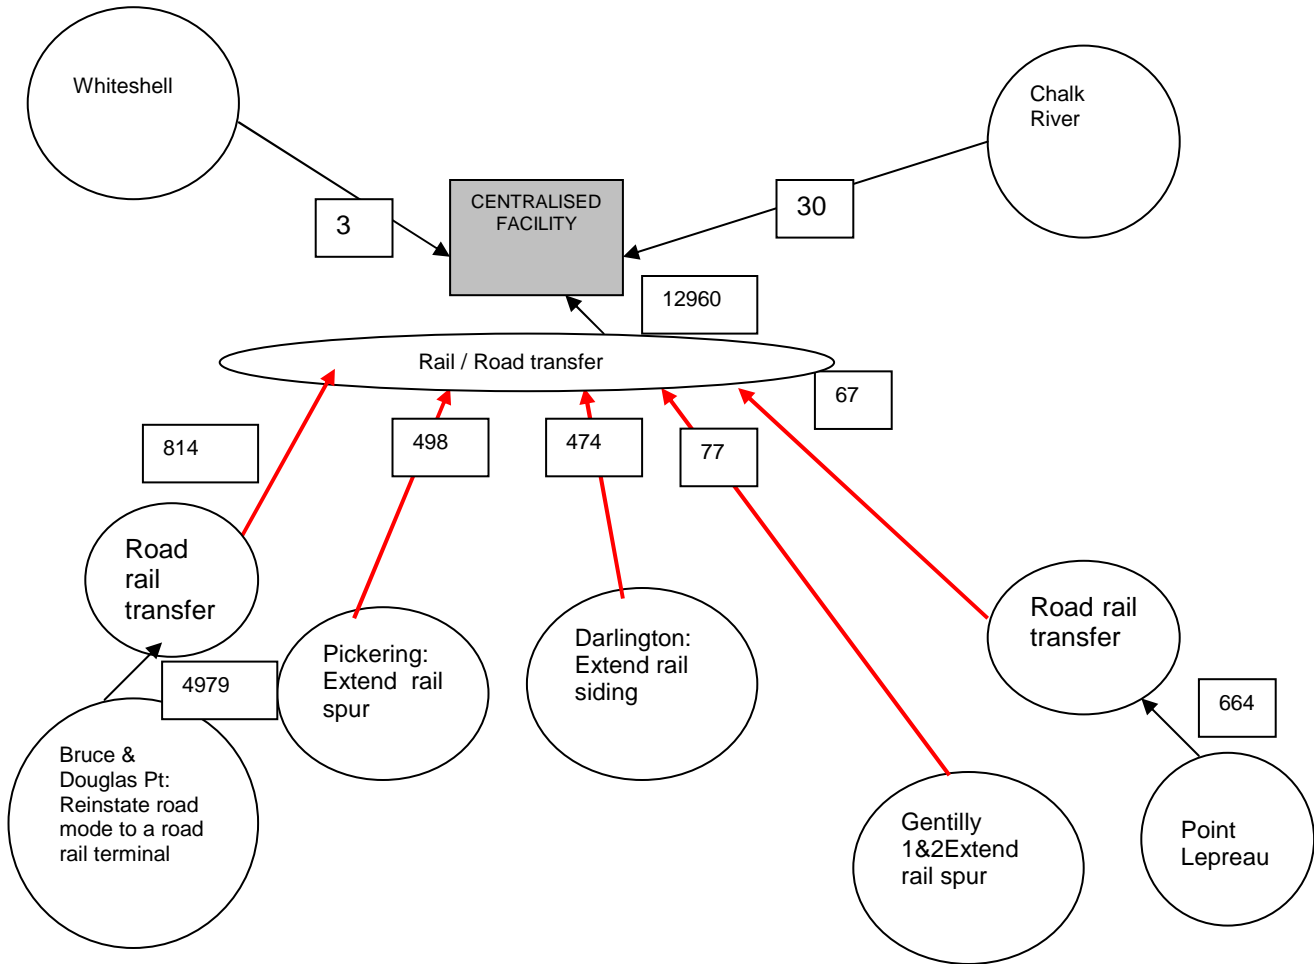 Whiteshell
Chalk
River
CENTRALISED
FACILITY
3
30
12960
Rail / Road transfer
67
814
498
474
77
Road
rail
transfer
Road rail
transfer
Pickering:
Extend rail
spur
Darlington:
Extend rail
siding
4979
664
Bruce &
Douglas Pt:
Reinstate road
mode to a road
rail terminal
Gentilly
1&2Extend
rail spur
Point
Lepreau